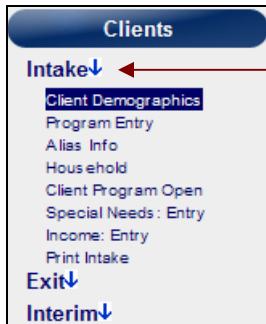 Clients
Intake↓
Client Demographics
Program Entry
Alias Info
Household
Client Program Open
Special Needs: Entry
Income: Entry
Print Intake
Exit↓
Interim↓